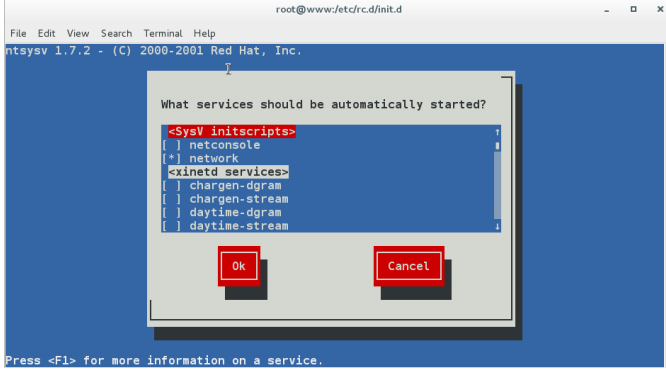 root@www:/etc/rc.d/init.d
File Edit View Search Terminal Help
ntsysv 1.7.2 - (C) 2000-2001 Red Hat, Inc.
What services should be automatically started?
<SysV initscripts>
[ ] netconsole
[*] network
<xinetd services>
[ ] chargen-dgram
[ ] chargen-stream
[ ] daytime-dgram
[ ] daytime-stream
Ok Cancel
Press <F1> for more information on a service.